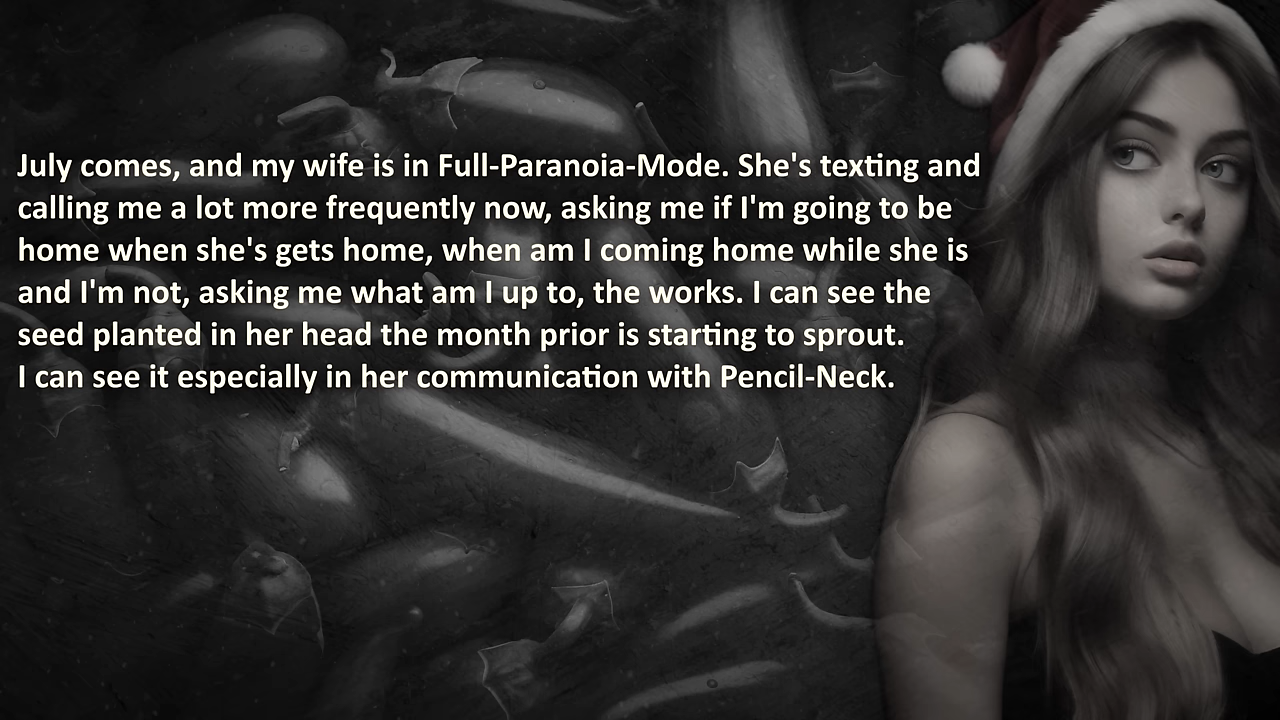 July comes, and my wife is in Full-Paranoia-Mode. She's texting and
calling me a lot more frequently now, asking me if I'm going to be
home when she's gets home, when am I coming home while she is
and I'm not, asking me what am I up to, the works. I can see the
seed planted in her head the month prior is starting to sprout.
I can see it especially in her communication with Pencil-Neck.